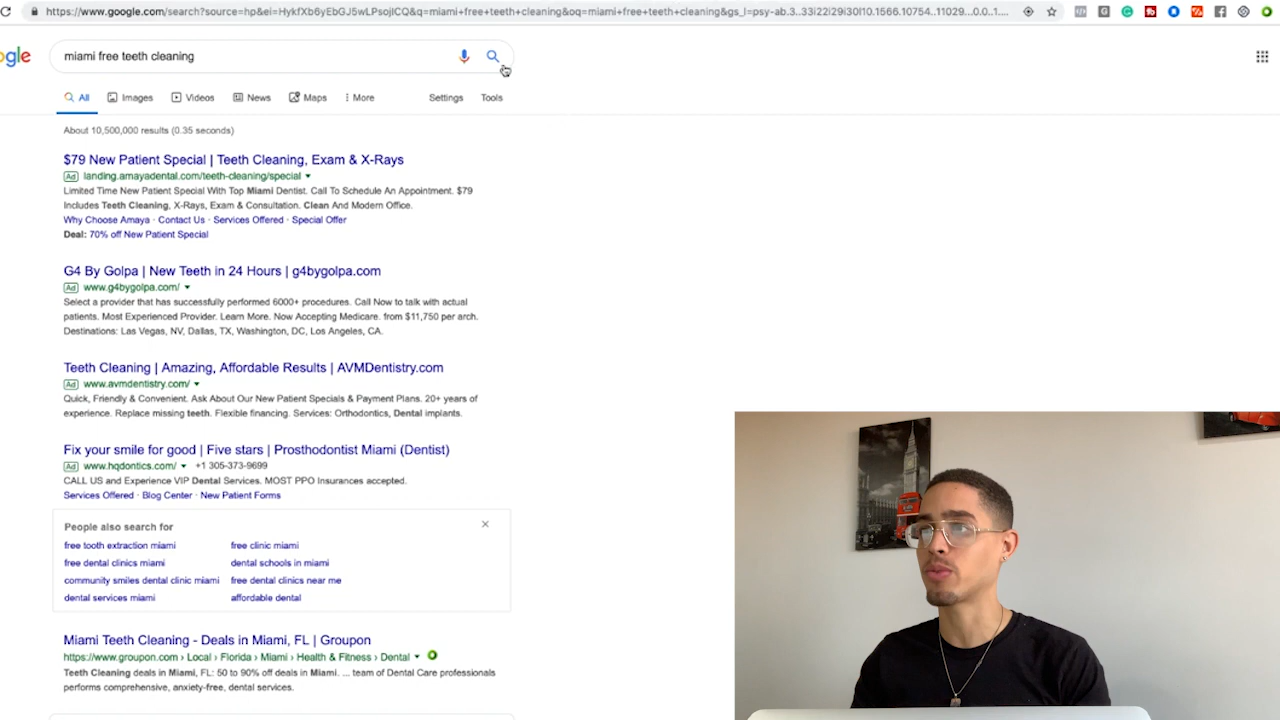 https://www.google.com/search?source=hp&ei=HykfXb6yEbGJ5wLPsojICQ&q=miami+free+teeth+cleaning&oq=miami+free+teeth+cleaning&gs_l=psy-ab.3..33i22i29i30l10.1566.10754..11029...0.0..1....
ogle
miami free teeth cleaning
All Images Videos News Maps More Settings Tools
About 10,500,000 results (0.35 seconds)
$79 New Patient Special | Teeth Cleaning, Exam & X-Rays
Ad landing.amayadental.com/teeth-cleaning/special
Limited Time New Patient Special With Top Miami Dentist. Call To Schedule An Appointment. $79
Includes Teeth Cleaning, X-Rays, Exam & Consultation. Clean And Modern Office.
Why Choose Amaya · Contact Us · Services Offered · Special Offer
Deal: 70% off New Patient Special
G4 By Golpa | New Teeth in 24 Hours | g4bygolpa.com
Ad www.g4bygolpa.com/
Select a provider that has successfully performed 6000+ procedures. Call Now to talk with actual
patients. Most Experienced Provider. Learn More. Now Accepting Medicare. from $11,750 per arch.
Destinations: Las Vegas, NV, Dallas, TX, Washington, DC, Los Angeles, CA.
Teeth Cleaning | Amazing, Affordable Results | AVMDentistry.com
Ad www.avmdentistry.com/
Quick, Friendly & Convenient. Ask About Our New Patient Specials & Payment Plans. 20+ years of
experience. Replace missing teeth. Flexible financing. Services: Orthodontics, Dental implants.
Fix your smile for good | Five stars | Prosthodontist Miami (Dentist)
Ad www.hqdontics.com/ +1 305-373-9699
CALL US and Experience VIP Dental Services. MOST PPO Insurances accepted.
Services Offered · Blog Center · New Patient Forms
People also search for
free tooth extraction miami free clinic miami
free dental clinics miami dental schools in miami
community smiles dental clinic miami free dental clinics near me
dental services miami affordable dental
Miami Teeth Cleaning - Deals in Miami, FL | Groupon
https://www.groupon.com › Local › Florida › Miami › Health & Fitness › Dental
Teeth Cleaning deals in Miami, FL: 50 to 90% off deals in Miami. ... team of Dental Care professionals
performs comprehensive, anxiety-free, dental services.